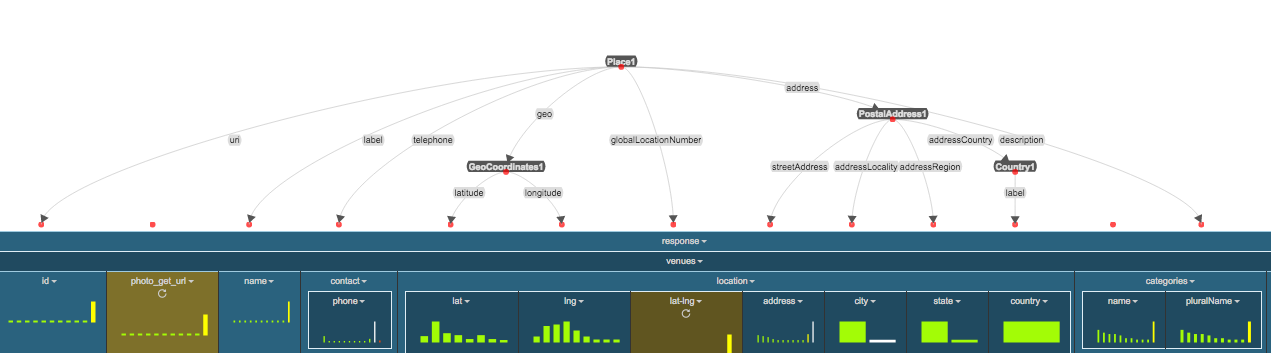 Place1
address
PostalAddress1
geo
uri
label
telephone
globalLocationNumber
addressCountry
description
GeoCoordinates1
streetAddress
addressLocality
addressRegion
Country1
latitude
longitude
label
response
venues
id
photo_get_url
name
contact
location
categories
phone
lat
lng
lat-lng
address
city
state
country
name
pluralName